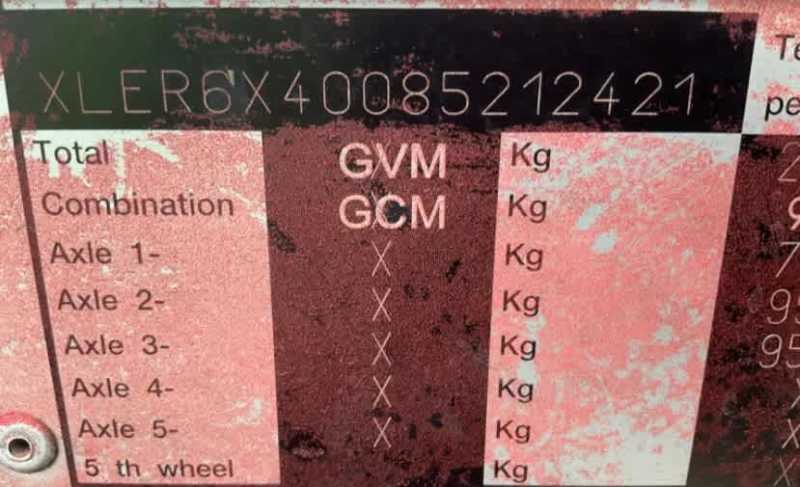 XLER6X40085212421
Total GVM Kg
Combination GCM Kg
Axle 1- X Kg
Axle 2- X Kg
Axle 3- X Kg 95
Axle 4- X Kg X
Axle 5- X Kg X
5 th wheel Kg X